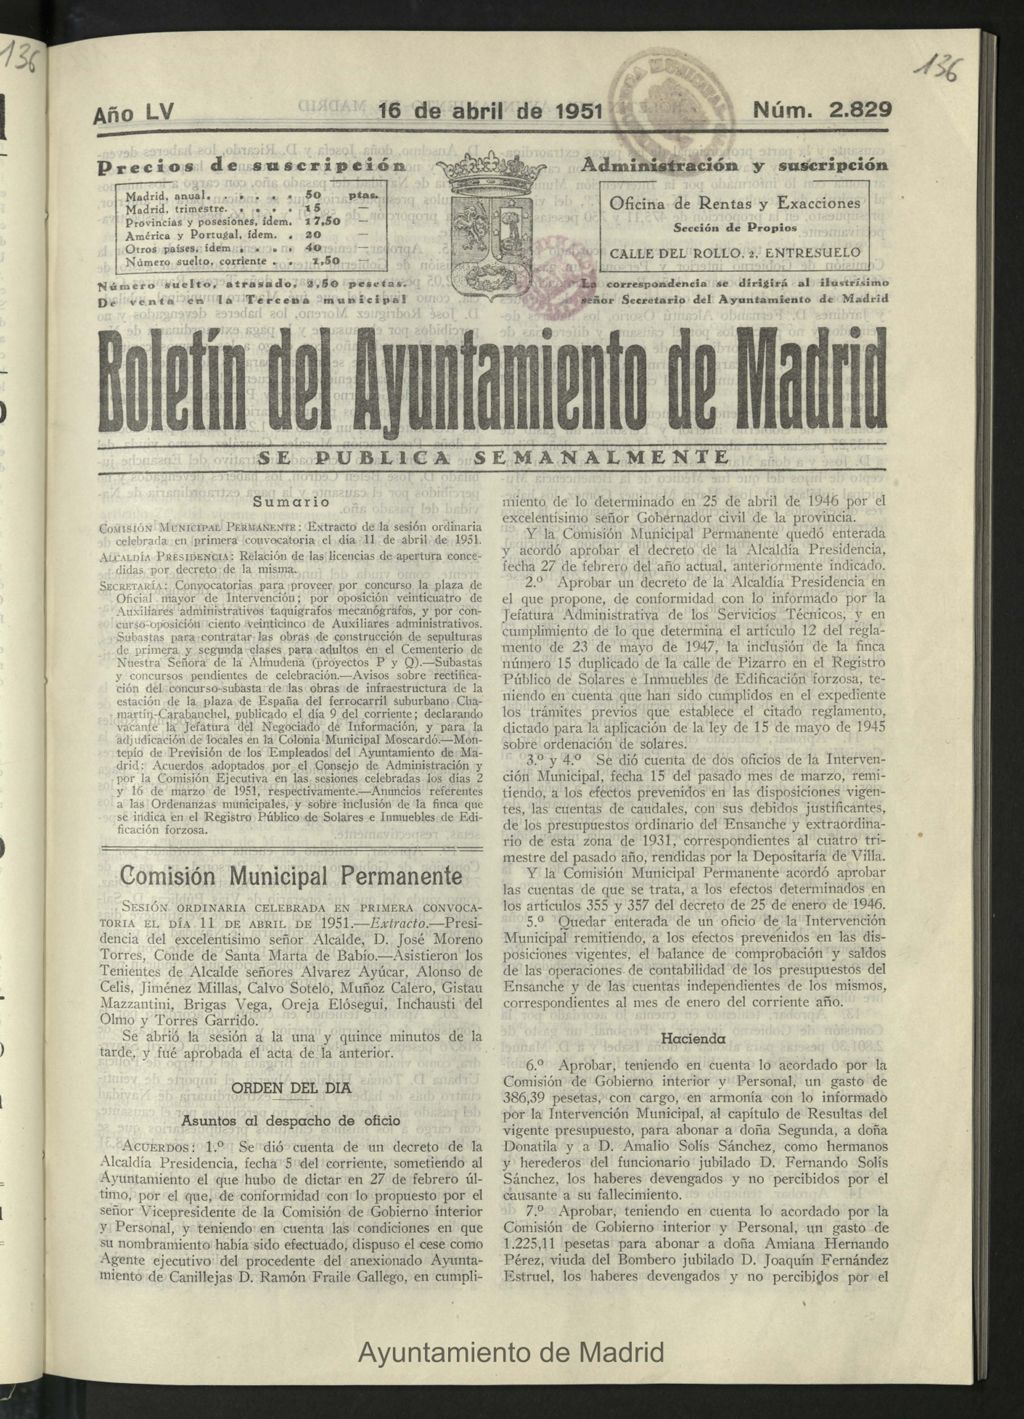 136
136
Año LV
16 de abril de 1951
Núm. 2.829
Precios de suscripción
Madrid, anual. . . . . . 50 ptas.
Madrid, trimestre. . . . . 15 —
Provincias y posesiones, ídem. 17,50 —
América y Portugal, ídem. . 20 —
Otros países, ídem . . . . 40 —
Número suelto, corriente . . 1,50 —
Número suelto, atrasado, 2,50 pesetas.
De venta en la Tercena municipal
Administración y suscripción
Oficina de Rentas y Exacciones
Sección de Propios
CALLE DEL ROLLO, 2, ENTRESUELO
La correspondencia se dirigirá al ilustrísimo
señor Secretario del Ayuntamiento de Madrid
Boletín del Ayuntamiento de Madrid
SE PUBLICA SEMANALMENTE
Sumario
COMISIÓN MUNICIPAL PERMANENTE: Extracto de la sesión ordinaria
celebrada en primera convocatoria el día 11 de abril de 1951.
ALCALDÍA PRESIDENCIA: Relación de las licencias de apertura conce-
didas por decreto de la misma.
SECRETARÍA: Convocatorias para proveer por concurso la plaza de
Oficial mayor de Intervención; por oposición veinticuatro de
Auxiliares administrativos taquígrafos mecanógrafos, y por con-
curso-oposición ciento veinticinco de Auxiliares administrativos.
Subastas para contratar las obras de construcción de sepulturas
de primera y segunda clases para adultos en el Cementerio de
Nuestra Señora de la Almudena (proyectos P y Q).—Subastas
y concursos pendientes de celebración.—Avisos sobre rectifica-
ción del concurso-subasta de las obras de infraestructura de la
estación de la plaza de España del ferrocarril suburbano Cha-
martín-Carabanchel, publicado el día 9 del corriente; declarando
vacante la Jefatura del Negociado de Información, y para la
adjudicación de locales en la Colonia Municipal Moscardó.—Mon-
tepío de Previsión de los Empleados del Ayuntamiento de Ma-
drid: Acuerdos adoptados por el Consejo de Administración y
por la Comisión Ejecutiva en las sesiones celebradas los días 2
y 16 de marzo de 1951, respectivamente.—Anuncios referentes
a las Ordenanzas municipales, y sobre inclusión de la finca que
se indica en el Registro Público de Solares e Inmuebles de Edi-
ficación forzosa.
Comisión Municipal Permanente
SESIÓN ORDINARIA CELEBRADA EN PRIMERA CONVOCA-
TORIA EL DÍA 11 DE ABRIL DE 1951.—Extracto.—Presi-
dencia del excelentísimo señor Alcalde, D. José Moreno
Torres, Conde de Santa Marta de Babío.—Asistieron los
Tenientes de Alcalde señores Alvarez Ayúcar, Alonso de
Celis, Jiménez Millas, Calvo Sotelo, Muñoz Calero, Gistau
Mazzantini, Brigas Vega, Oreja Elósegui, Inchausti del
Olmo y Torres Garrido.
Se abrió la sesión a la una y quince minutos de la
tarde, y fué aprobada el acta de la anterior.
ORDEN DEL DIA
Asuntos al despacho de oficio
ACUERDOS: 1.º Se dió cuenta de un decreto de la
Alcaldía Presidencia, fecha 5 del corriente, sometiendo al
Ayuntamiento el que hubo de dictar en 27 de febrero úl-
timo, por el que, de conformidad con lo propuesto por el
señor Vicepresidente de la Comisión de Gobierno interior
y Personal, y teniendo en cuenta las condiciones en que
su nombramiento había sido efectuado, dispuso el cese como
Agente ejecutivo del procedente del anexionado Ayunta-
miento de Canillejas D. Ramón Fraile Gallego, en cumpli-
miento de lo determinado en 25 de abril de 1946 por el
excelentísimo señor Gobernador civil de la provincia.
Y la Comisión Municipal Permanente quedó enterada
y acordó aprobar el decreto de la Alcaldía Presidencia,
fecha 27 de febrero del año actual, anteriormente indicado.
2.º Aprobar un decreto de la Alcaldía Presidencia en
el que propone, de conformidad con lo informado por la
Jefatura Administrativa de los Servicios Técnicos, y en
cumplimiento de lo que determina el artículo 12 del regla-
mento de 23 de mayo de 1947, la inclusión de la finca
número 15 duplicado de la calle de Pizarro en el Registro
Público de Solares e Inmuebles de Edificación forzosa, te-
niendo en cuenta que han sido cumplidos en el expediente
los trámites previos que establece el citado reglamento,
dictado para la aplicación de la ley de 15 de mayo de 1945
sobre ordenación de solares.
3.º y 4.º Se dió cuenta de dos oficios de la Interven-
ción Municipal, fecha 15 del pasado mes de marzo, remi-
tiendo, a los efectos prevenidos en las disposiciones vigen-
tes, las cuentas de caudales, con sus debidos justificantes,
de los presupuestos ordinario del Ensanche y extraordina-
rio de esta zona de 1931, correspondientes al cuatro tri-
mestre del pasado año, rendidas por la Depositaría de Villa.
Y la Comisión Municipal Permanente acordó aprobar
las cuentas de que se trata, a los efectos determinados en
los artículos 355 y 357 del decreto de 25 de enero de 1946.
5.º Quedar enterada de un oficio de la Intervención
Municipal remitiendo, a los efectos prevenidos en las dis-
posiciones vigentes, el balance de comprobación y saldos
de las operaciones de contabilidad de los presupuestos del
Ensanche y de las cuentas independientes de los mismos,
correspondientes al mes de enero del corriente año.
Hacienda
6.º Aprobar, teniendo en cuenta lo acordado por la
Comisión de Gobierno interior y Personal, un gasto de
386,39 pesetas, con cargo, en armonía con lo informado
por la Intervención Municipal, al capítulo de Resultas del
vigente presupuesto, para abonar a doña Segunda, a doña
Donatila y a D. Amalio Solís Sánchez, como hermanos
y herederos del funcionario jubilado D. Fernando Solís
Sánchez, los haberes devengados y no percibidos por el
causante a su fallecimiento.
7.º Aprobar, teniendo en cuenta lo acordado por la
Comisión de Gobierno interior y Personal, un gasto de
1.225,11 pesetas para abonar a doña Amiana Hernando
Pérez, viuda del Bombero jubilado D. Joaquín Fernández
Estruel, los haberes devengados y no percibidos por el
Ayuntamiento de Madrid